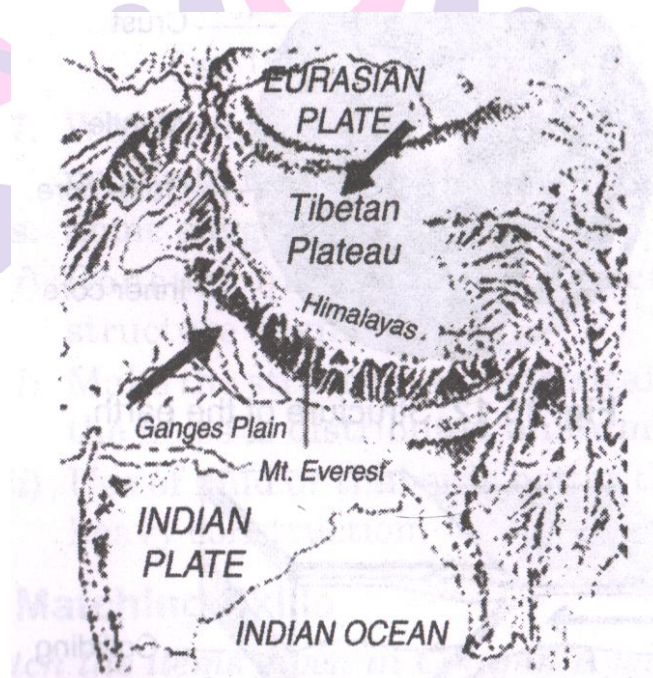 EURASIAN
PLATE
Tibetan
Plateau
Himalayas
Ganges Plain
Mt. Everest
INDIAN
PLATE
INDIAN OCEAN